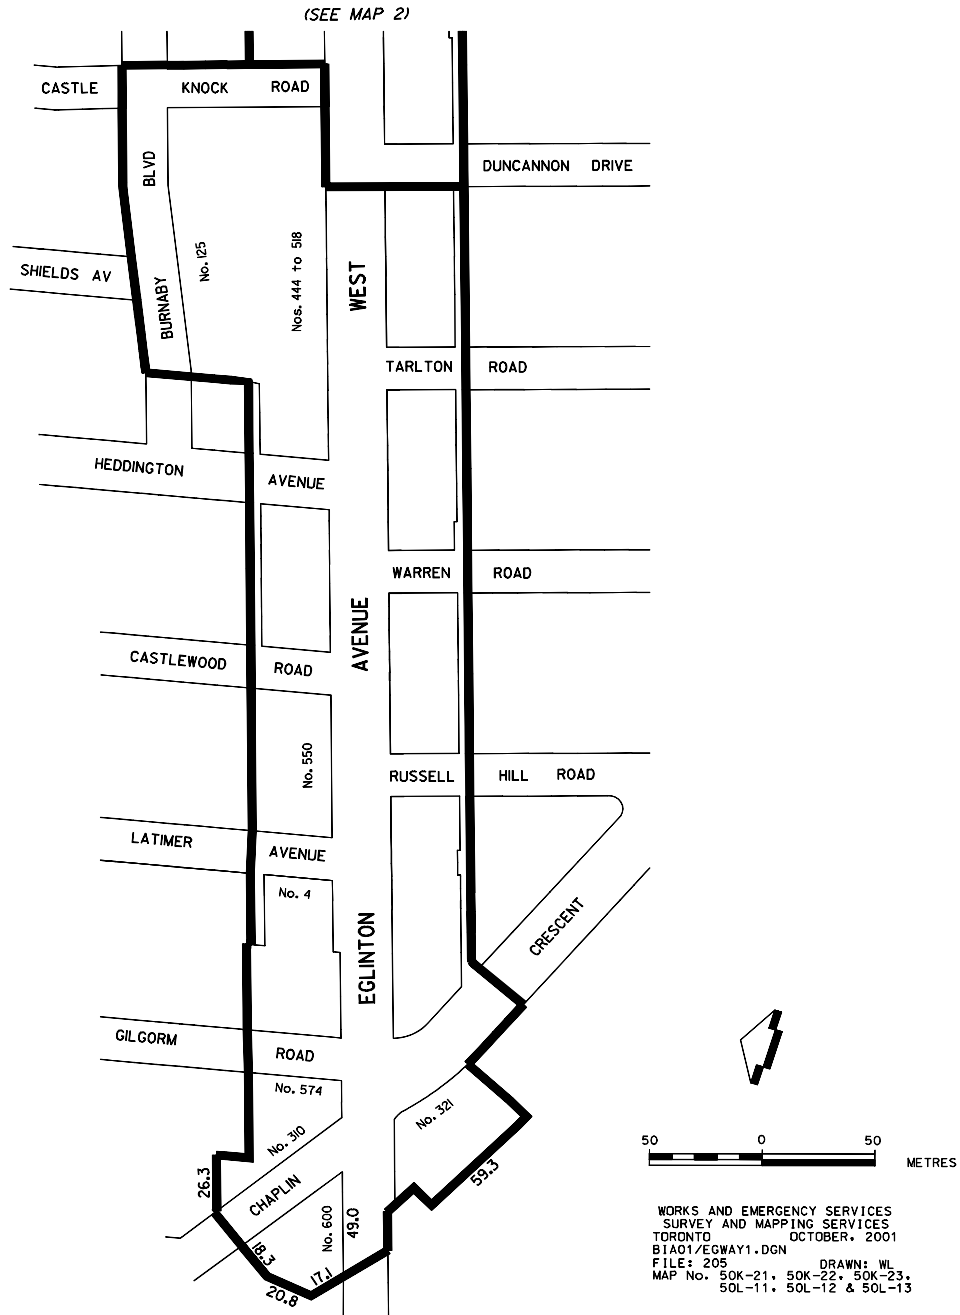 (SEE MAP 2)
CASTLE KNOCK ROAD
BLVD
DUNCANNON DRIVE
No. 125
Nos. 444 to 518
WEST
SHIELDS AV
BURNABY
TARLTON ROAD
HEDDINGTON AVENUE
WARREN ROAD
AVENUE
CASTLEWOOD ROAD
No. 550
RUSSELL HILL ROAD
LATIMER AVENUE
No. 4
CRESCENT
EGLINTON
GILGORM ROAD
No. 574
No. 321
No. 310
26.3
CHAPLIN
59.3
No. 600
49.0
18.3
17.1
20.8
50 0 50
METRES
WORKS AND EMERGENCY SERVICES
SURVEY AND MAPPING SERVICES
TORONTO OCTOBER, 2001
BIA01/EGWAY1.DGN
FILE: 205 DRAWN: WL
MAP No. 50K-21, 50K-22, 50K-23,
50L-11, 50L-12 & 50L-13